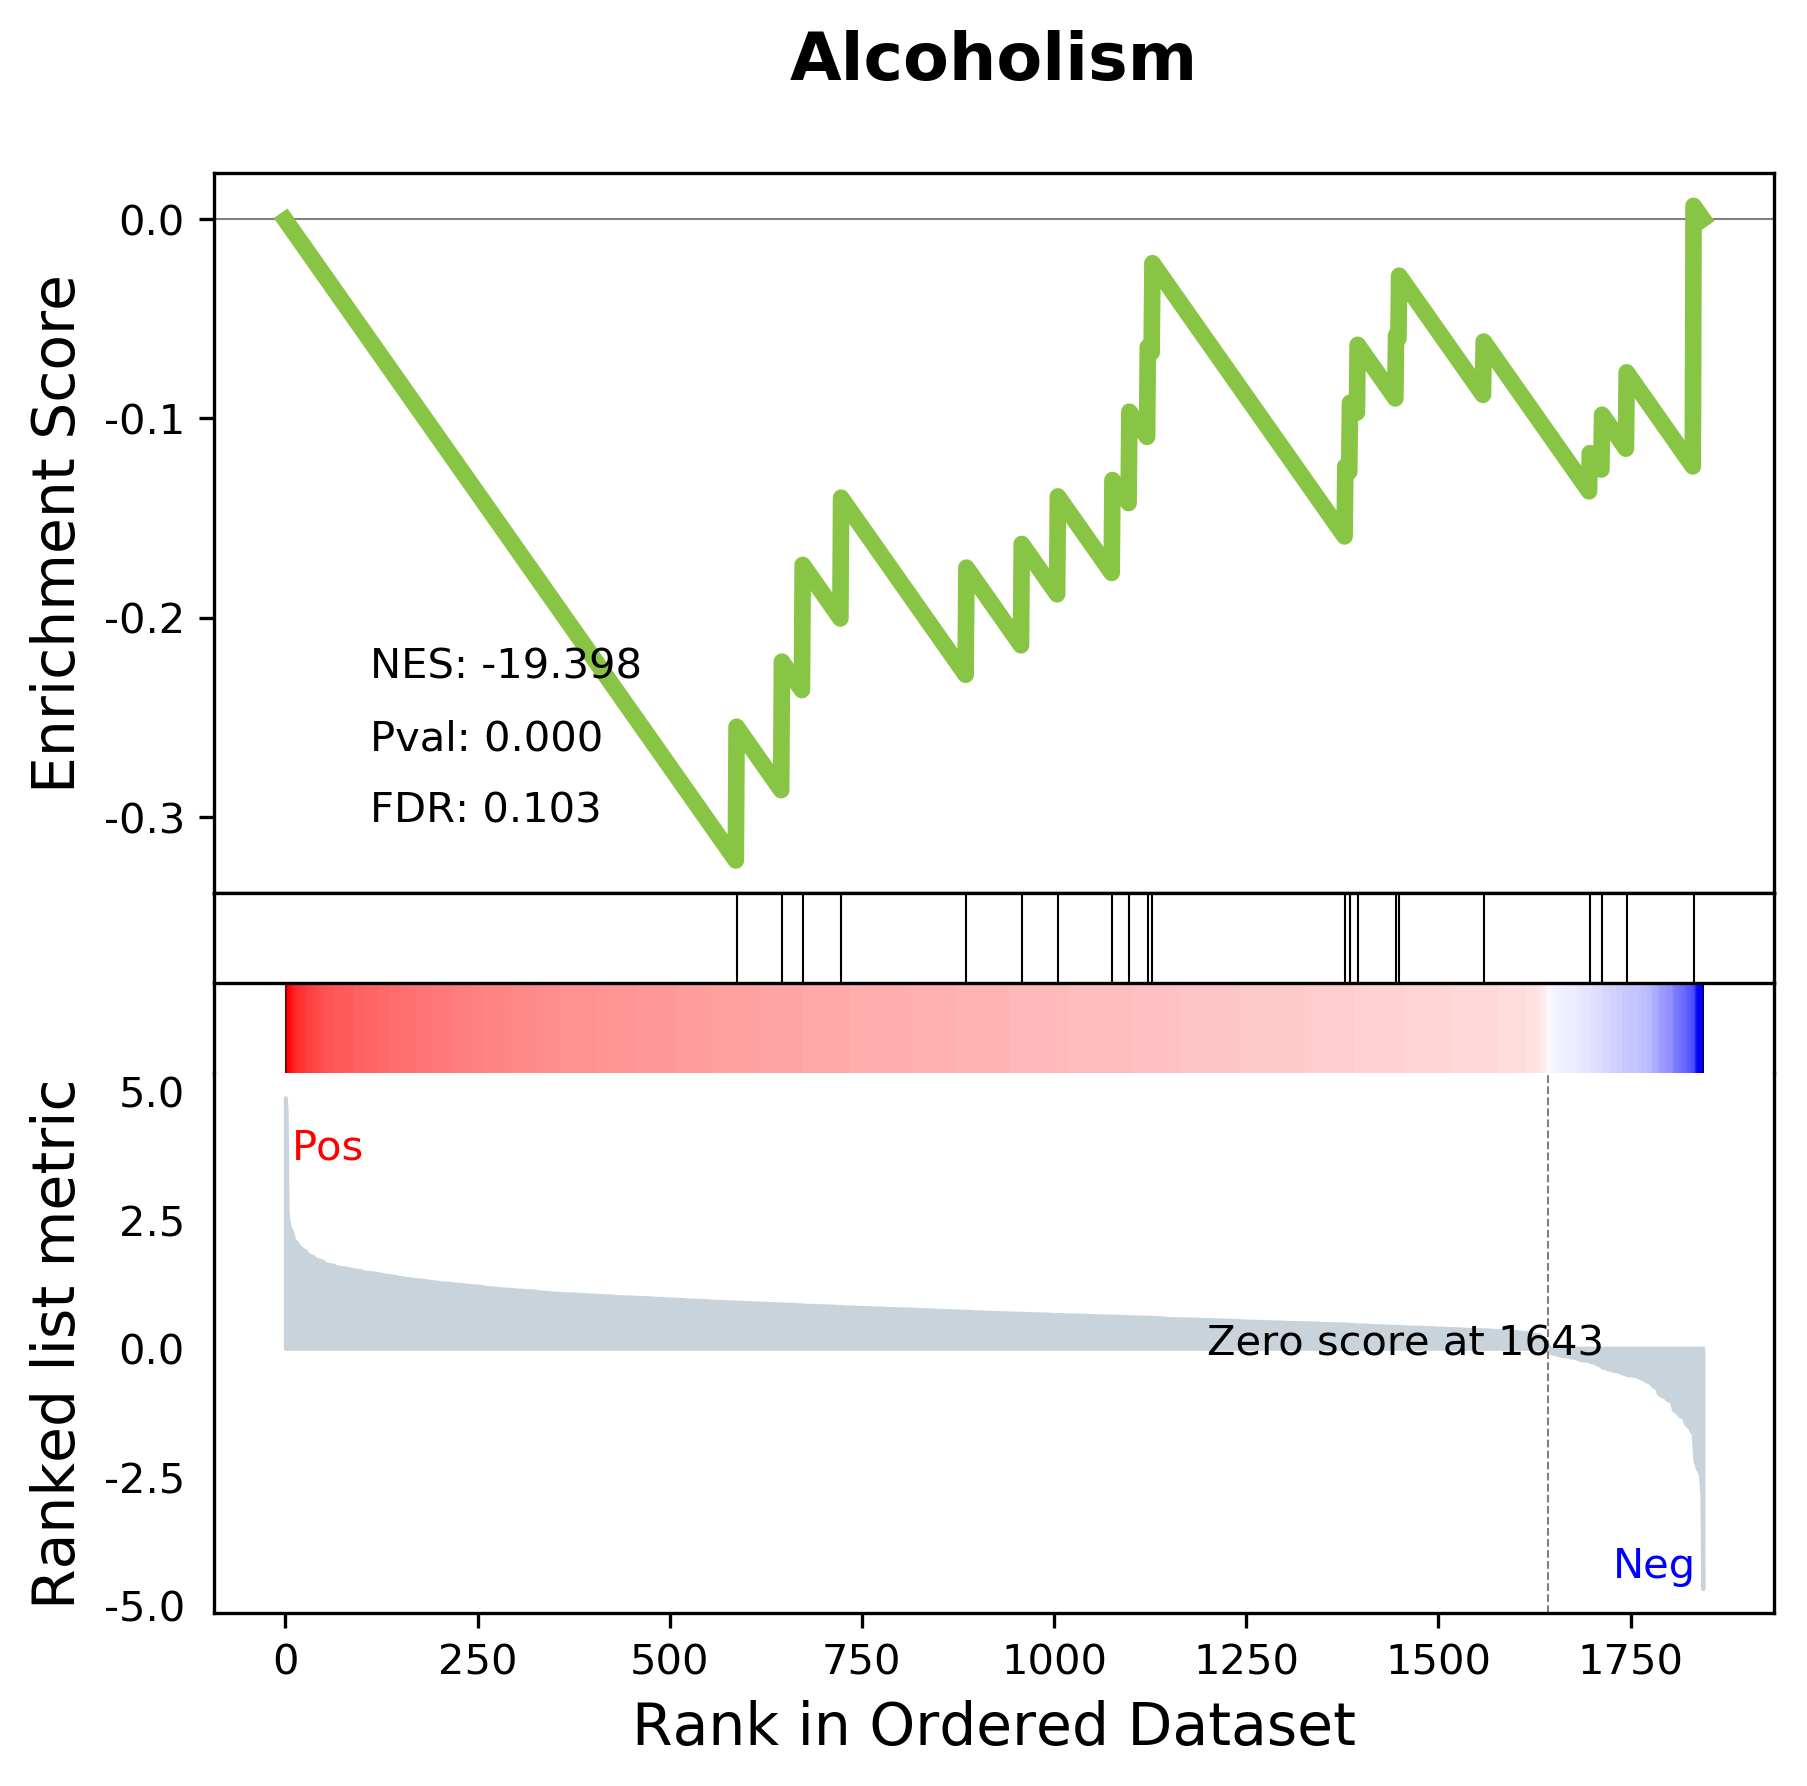 Alcoholism
Enrichment Score
0.0
-0.1
-0.2
-0.3
NES: -19.398
Pval: 0.000
FDR: 0.103
Ranked list metric
5.0
2.5
0.0
-2.5
-5.0
Pos
Zero score at 1643
Neg
0 250 500 750 1000 1250 1500 1750
Rank in Ordered Dataset